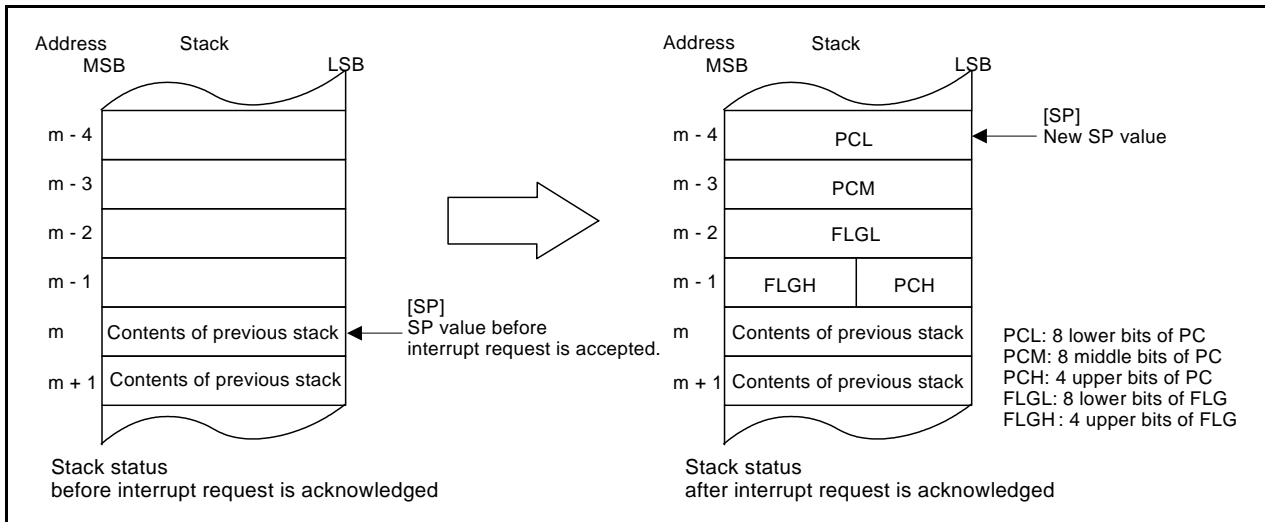 Address
Stack
MSB
LSB
m - 4
m - 3
m - 2
m - 1
m
Contents of previous stack
m + 1
Contents of previous stack
[SP]
SP value before
interrupt request is accepted.
Stack status
before interrupt request is acknowledged
Address
Stack
MSB
LSB
m - 4
PCL
[SP]
New SP value
m - 3
PCM
m - 2
FLGL
m - 1
FLGH
PCH
m
Contents of previous stack
m + 1
Contents of previous stack
PCL: 8 lower bits of PC
PCM: 8 middle bits of PC
PCH: 4 upper bits of PC
FLGL: 8 lower bits of FLG
FLGH : 4 upper bits of FLG
Stack status
after interrupt request is acknowledged